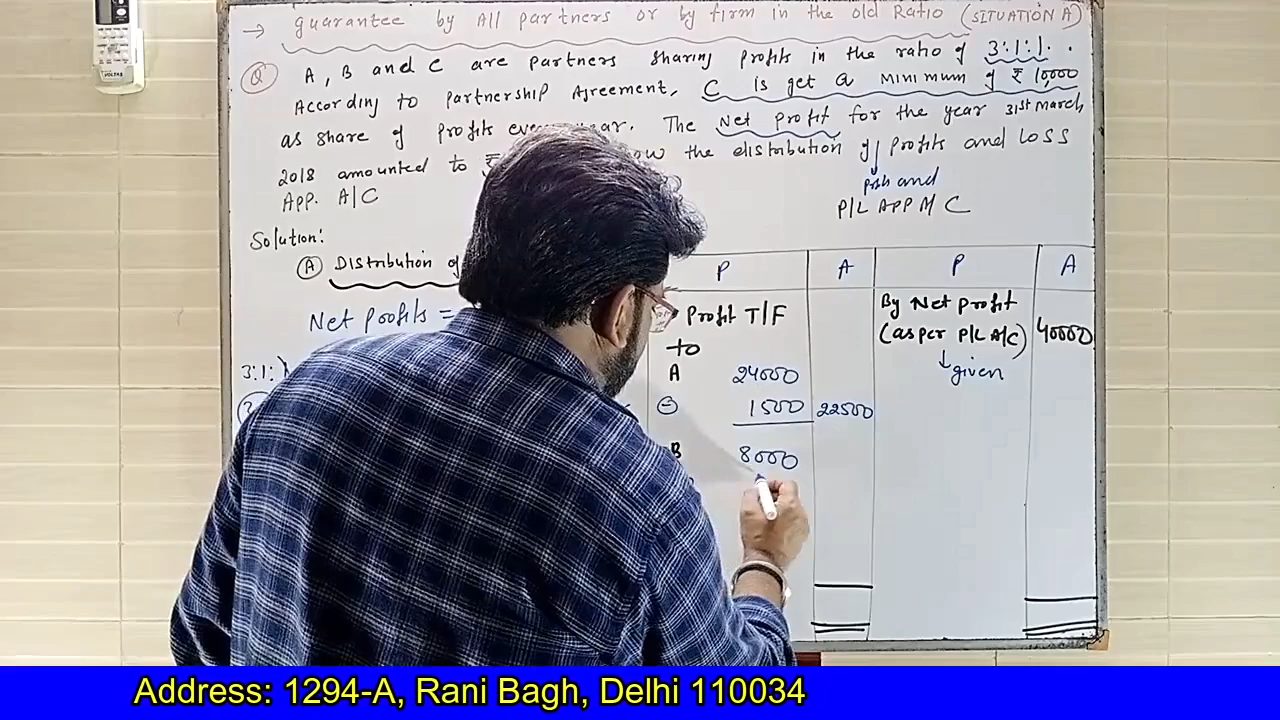 → guarantee by All partners or by firm in the old Ratio (SITUATION A)
Q A, B and C are partners sharing profits in the ratio of 3:1:1.
According to partnership Agreement, C is get a minimum of ₹ 10,000
as share of profits every year. The Net profit for the year 31st march
2018 amounted to ₹ the distribution of profits and Loss
App. A/C
P/L APP A/C
Solution:
A Distribution of
P A P A
Net profits =
Profit T/F
to
By Net profit
(as per P/L A/C) 40000
↓ given
3:1:1
A 24000
⊖ 1500 22500
B 8000
Address: 1294-A, Rani Bagh, Delhi 110034